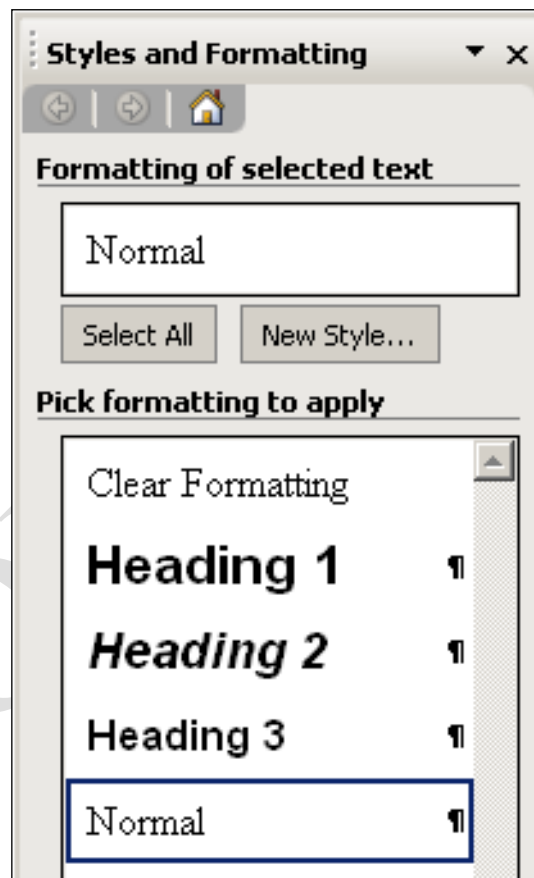 Styles and Formatting
Formatting of selected text
Normal
Select All New Style...
Pick formatting to apply
Clear Formatting
Heading 1 ¶
Heading 2 ¶
Heading 3 ¶
Normal ¶